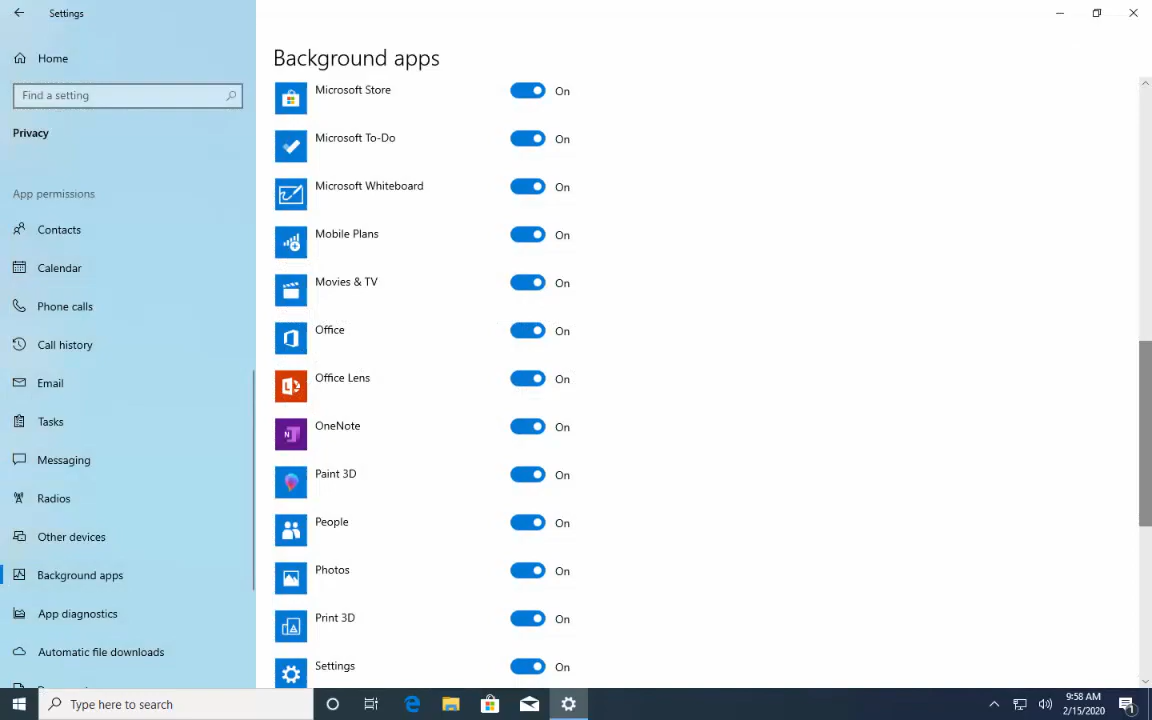 Settings
Home
Find a setting
Privacy
App permissions
Contacts
Calendar
Phone calls
Call history
Email
Tasks
Messaging
Radios
Other devices
Background apps
App diagnostics
Automatic file downloads
Background apps
Microsoft Store On
Microsoft To-Do On
Microsoft Whiteboard On
Mobile Plans On
Movies & TV On
Office On
Office Lens On
OneNote On
Paint 3D On
People On
Photos On
Print 3D On
Settings On
Type here to search
9:58 AM
2/15/2020
1